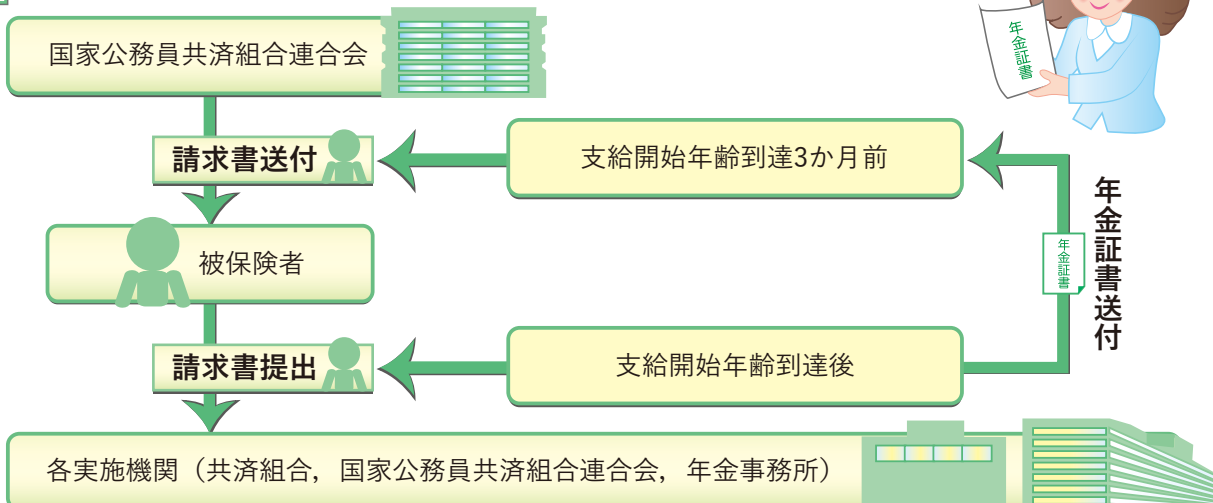 国家公務員共済組合連合会
年金証書
請求書送付
支給開始年齢到達3か月前
年金証書送付
被保険者
年金証書
請求書提出
支給開始年齢到達後
各実施機関（共済組合，国家公務員共済組合連合会，年金事務所）